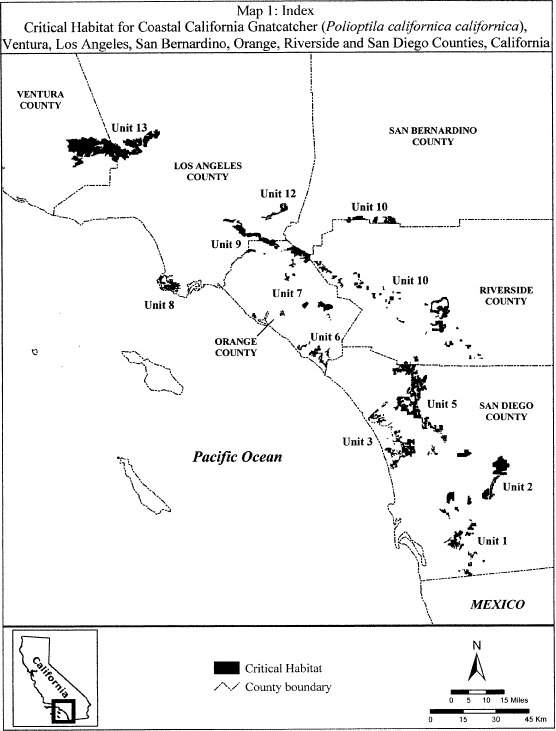 Map 1: Index
Critical Habitat for Coastal California Gnatcatcher (Polioptila californica californica),
Ventura, Los Angeles, San Bernardino, Orange, Riverside and San Diego Counties, California
VENTURA
COUNTY
Unit 13
SAN BERNARDINO
COUNTY
LOS ANGELES
COUNTY
Unit 12
Unit 10
Unit 9
Unit 10
Unit 8
Unit 7
RIVERSIDE
COUNTY
ORANGE
COUNTY
Unit 6
Unit 5
SAN DIEGO
COUNTY
Unit 3
Pacific Ocean
Unit 2
Unit 1
MEXICO
California
Critical Habitat
County boundary
N
0 5 10 15 Miles
0 15 30 45 Km